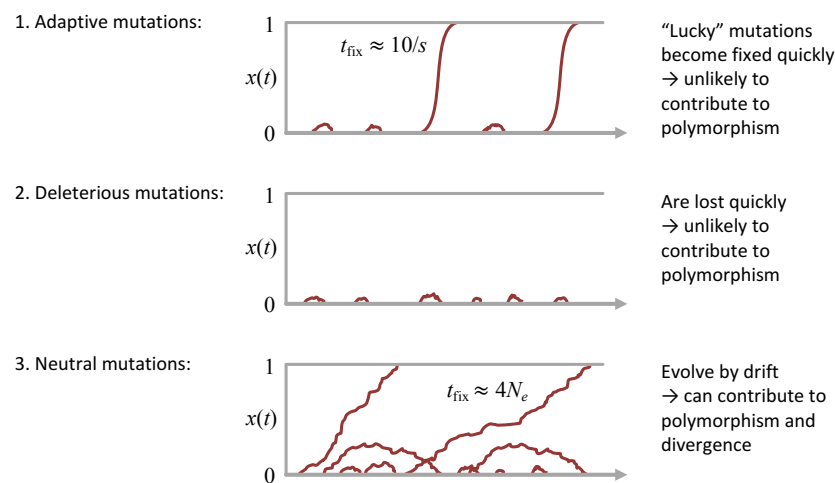 1. Adaptive mutations:
1
t_fix ≈ 10/s
x(t)
0
“Lucky” mutations
become fixed quickly
→ unlikely to
contribute to
polymorphism
2. Deleterious mutations:
1
x(t)
0
Are lost quickly
→ unlikely to
contribute to
polymorphism
3. Neutral mutations:
1
t_fix ≈ 4N_e
x(t)
0
Evolve by drift
→ can contribute to
polymorphism and
divergence